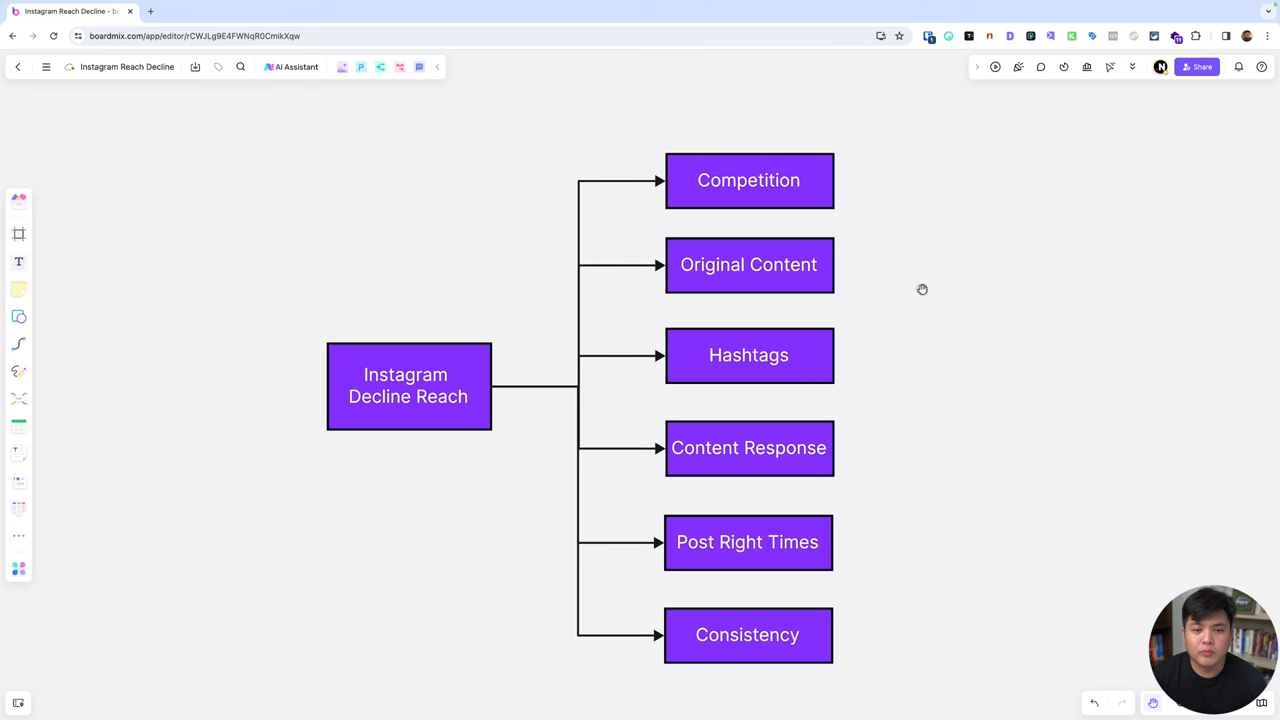 Instagram Reach Decline - bo
boardmix.com/app/editor/rCWJLg9E4FWNqR0CmikXqw
Instagram Reach Decline
AI Assistant
Share
Competition
Original Content
Hashtags
Instagram
Decline Reach
Content Response
Post Right Times
Consistency